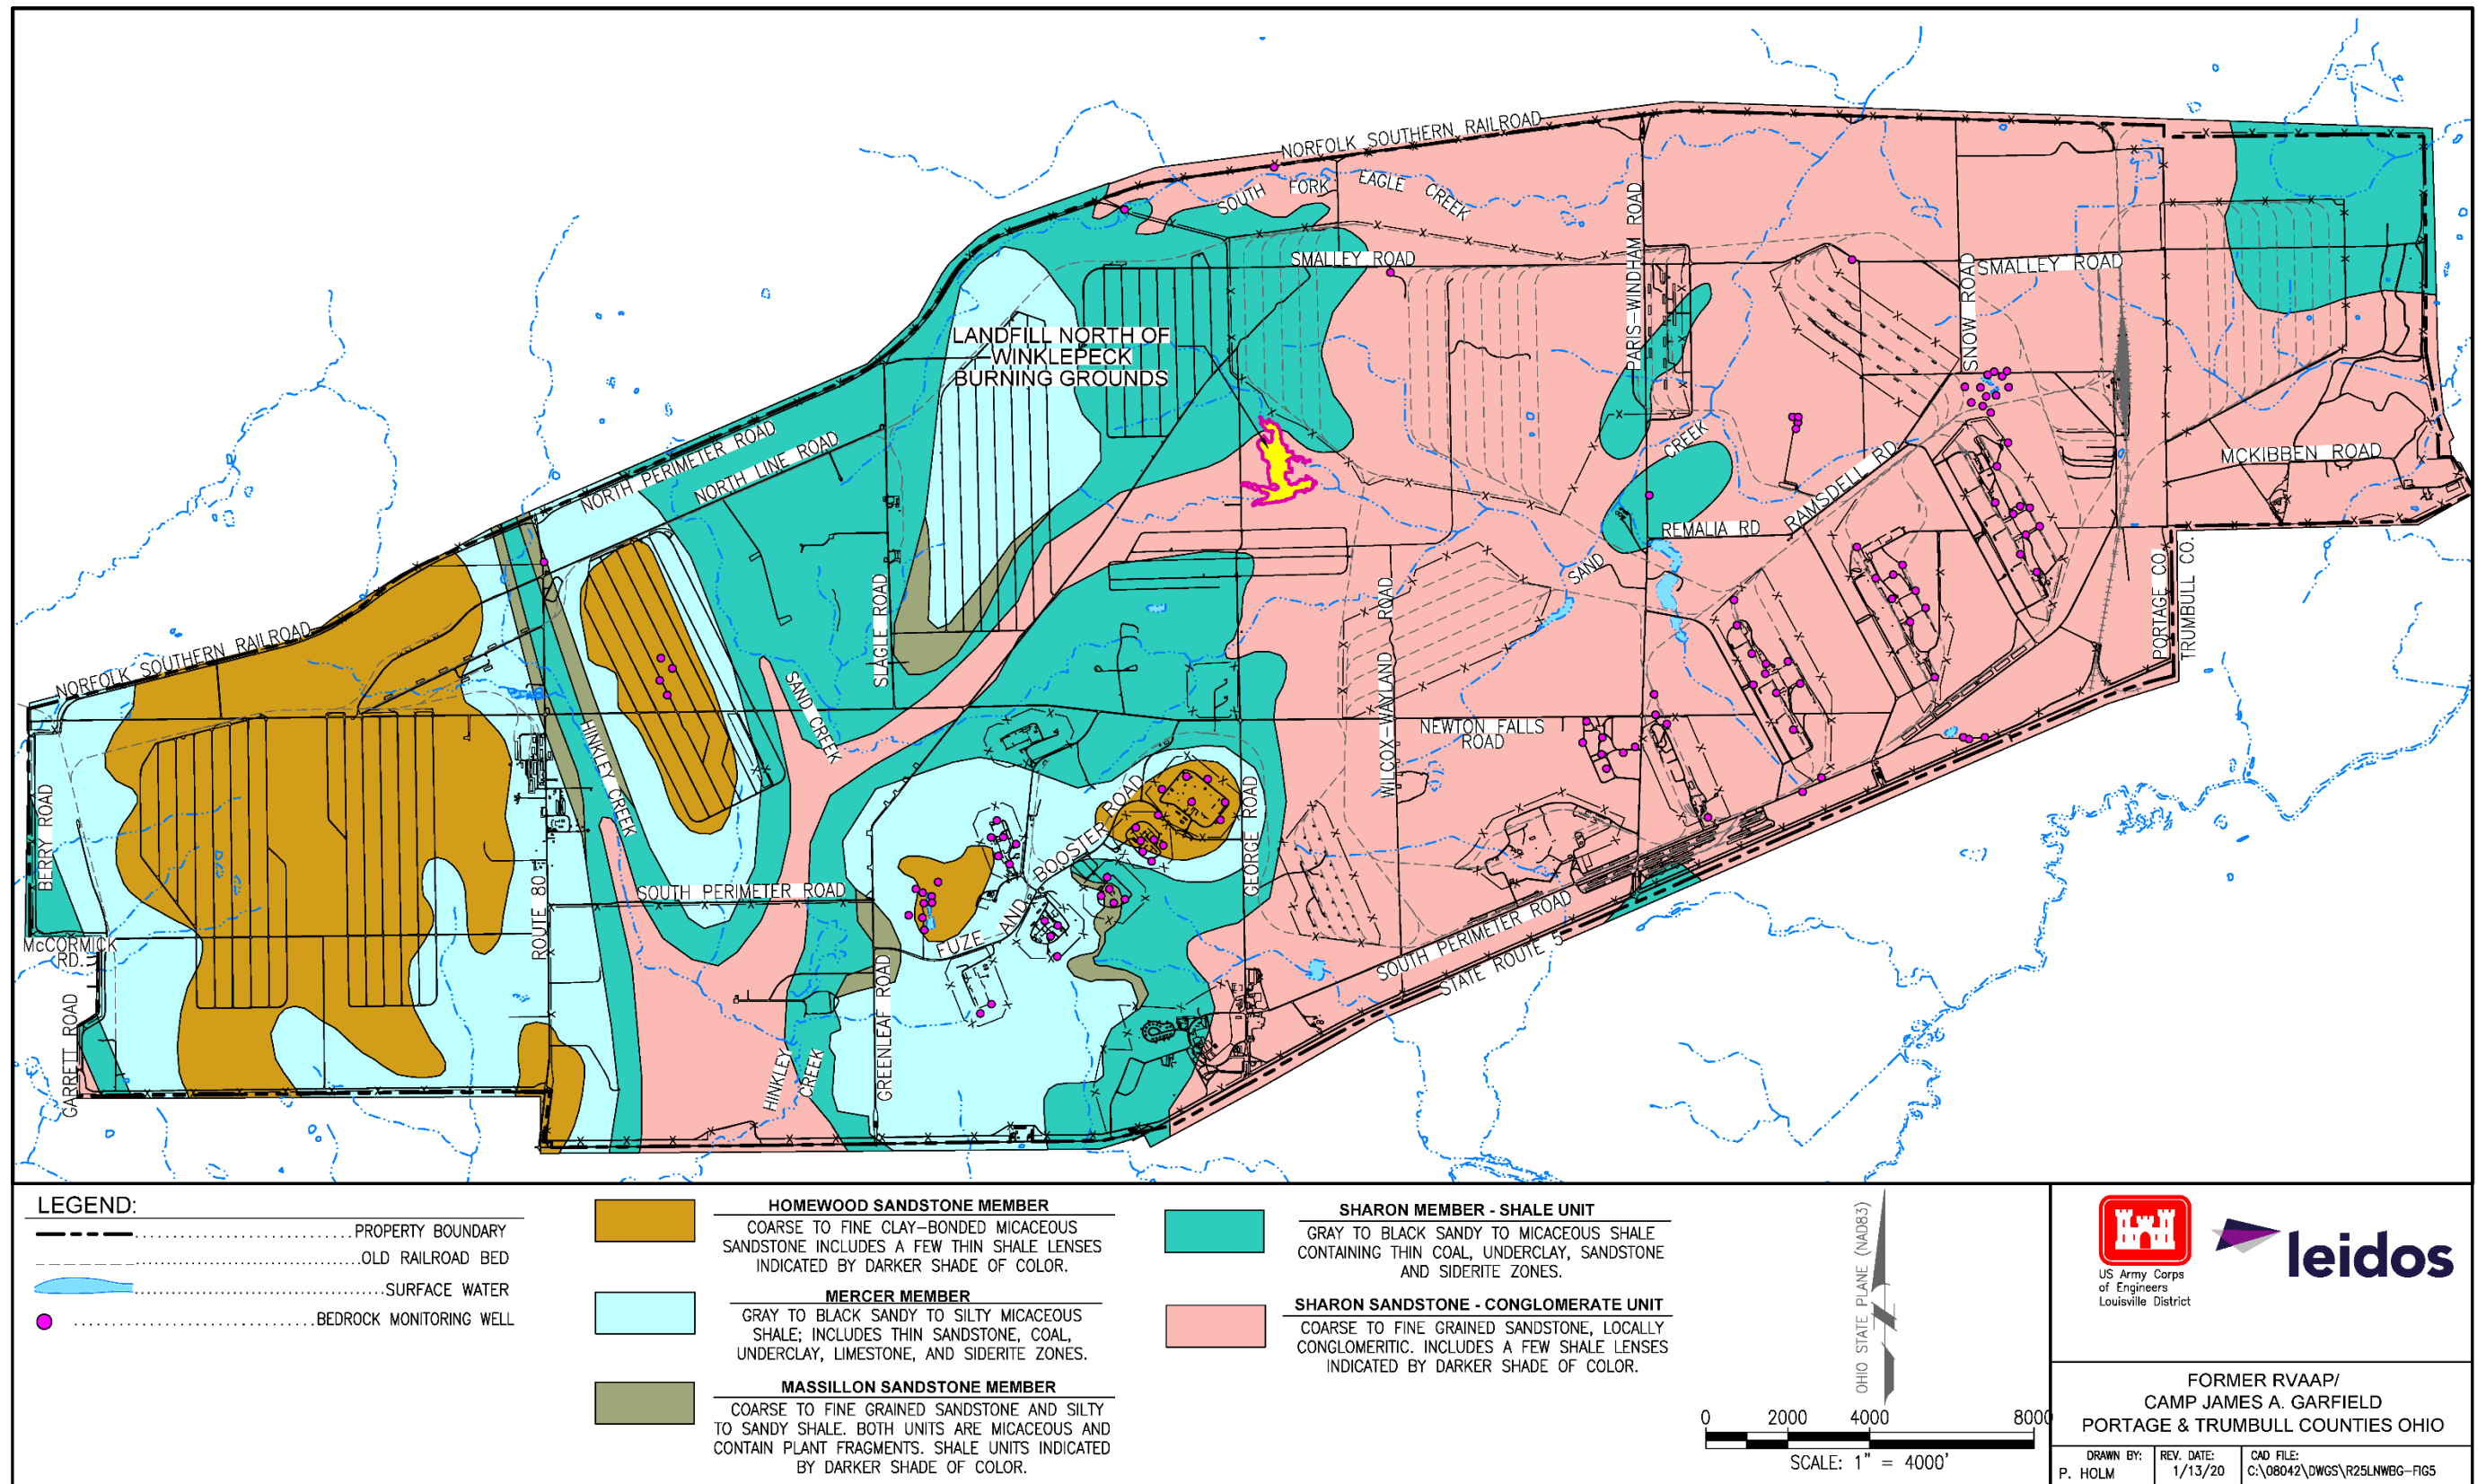 NORFOLK SOUTHERN RAILROAD
SOUTH FORK EAGLE CREEK
SMALLEY ROAD
PARIS-WINDHAM ROAD
SNOW ROAD
SMALLEY ROAD
LANDFILL NORTH OF
WINKLEPECK
BURNING GROUNDS
NORTH PERIMETER ROAD
NORTH LINE ROAD
CREEK
RAMSDELL RD
MCKIBBEN ROAD
REMALIA RD
SAND
SLAGLE ROAD
WILCOX-WAYLAND ROAD
PORTAGE CO.
TRUMBULL CO.
NORFOLK SOUTHERN RAILROAD
SAND CREEK
HINKLEY CREEK
NEWTON FALLS
ROAD
BERRY ROAD
ROUTE 80
SOUTH PERIMETER ROAD
FUZE AND BOOSTER ROAD
GEORGE ROAD
McCORMICK
RD.
GARRETT ROAD
GREENLEAF ROAD
HINKLEY
CREEK
SOUTH PERIMETER ROAD
STATE ROUTE 5
LEGEND:
PROPERTY BOUNDARY
OLD RAILROAD BED
SURFACE WATER
BEDROCK MONITORING WELL
HOMEWOOD SANDSTONE MEMBER
COARSE TO FINE CLAY-BONDED MICACEOUS
SANDSTONE INCLUDES A FEW THIN SHALE LENSES
INDICATED BY DARKER SHADE OF COLOR.
MERCER MEMBER
GRAY TO BLACK SANDY TO SILTY MICACEOUS
SHALE; INCLUDES THIN SANDSTONE, COAL,
UNDERCLAY, LIMESTONE, AND SIDERITE ZONES.
MASSILLON SANDSTONE MEMBER
COARSE TO FINE GRAINED SANDSTONE AND SILTY
TO SANDY SHALE. BOTH UNITS ARE MICACEOUS AND
CONTAIN PLANT FRAGMENTS. SHALE UNITS INDICATED
BY DARKER SHADE OF COLOR.
SHARON MEMBER - SHALE UNIT
GRAY TO BLACK SANDY TO MICACEOUS SHALE
CONTAINING THIN COAL, UNDERCLAY, SANDSTONE
AND SIDERITE ZONES.
SHARON SANDSTONE - CONGLOMERATE UNIT
COARSE TO FINE GRAINED SANDSTONE, LOCALLY
CONGLOMERITIC. INCLUDES A FEW SHALE LENSES
INDICATED BY DARKER SHADE OF COLOR.
OHIO STATE PLANE (NAD83)
0 2000 4000 8000
SCALE: 1" = 4000'
US Army Corps
of Engineers
Louisville District
leidos
FORMER RVAAP/
CAMP JAMES A. GARFIELD
PORTAGE & TRUMBULL COUNTIES OHIO
DRAWN BY:
P. HOLM
REV. DATE:
1/13/20
CAD FILE:
C:\08042\DWGS\R25LNWBG-FIG5